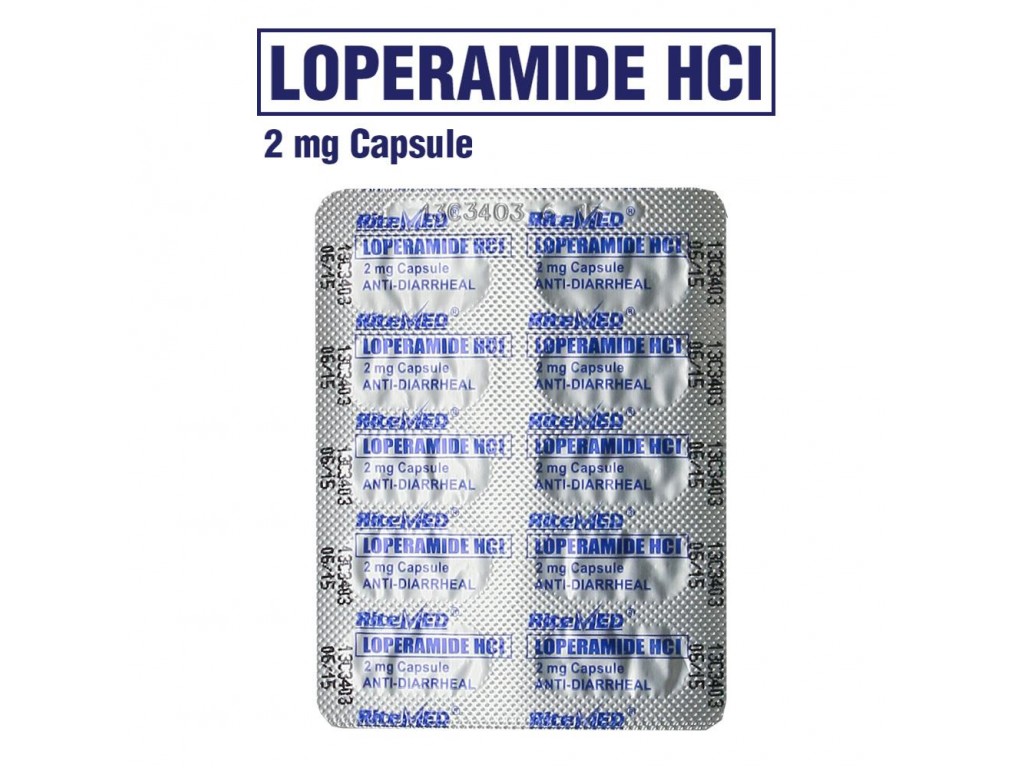 LOPERAMIDE HCl
2 mg Capsule
13C3403
RiteMED® RiteMED®
LOPERAMIDE HCl LOPERAMIDE HCl
2 mg Capsule 2 mg Capsule
ANTI-DIARRHEAL ANTI-DIARRHEAL
06/15 13C3403 06/15 13C3403
RiteMED® RiteMED®
LOPERAMIDE HCl LOPERAMIDE HCl
2 mg Capsule 2 mg Capsule
ANTI-DIARRHEAL ANTI-DIARRHEAL
06/15 13C3403 06/15 13C3403
RiteMED® RiteMED®
LOPERAMIDE HCl LOPERAMIDE HCl
2 mg Capsule 2 mg Capsule
ANTI-DIARRHEAL ANTI-DIARRHEAL
06/15 13C3403 06/15 13C3403
RiteMED® RiteMED®
LOPERAMIDE HCl LOPERAMIDE HCl
2 mg Capsule 2 mg Capsule
ANTI-DIARRHEAL ANTI-DIARRHEAL
06/15 13C3403 06/15 13C3403
RiteMED® RiteMED®
LOPERAMIDE HCl LOPERAMIDE HCl
2 mg Capsule 2 mg Capsule
ANTI-DIARRHEAL ANTI-DIARRHEAL
06/15 13C3403 06/15 13C3403
RiteMED® RiteMED®